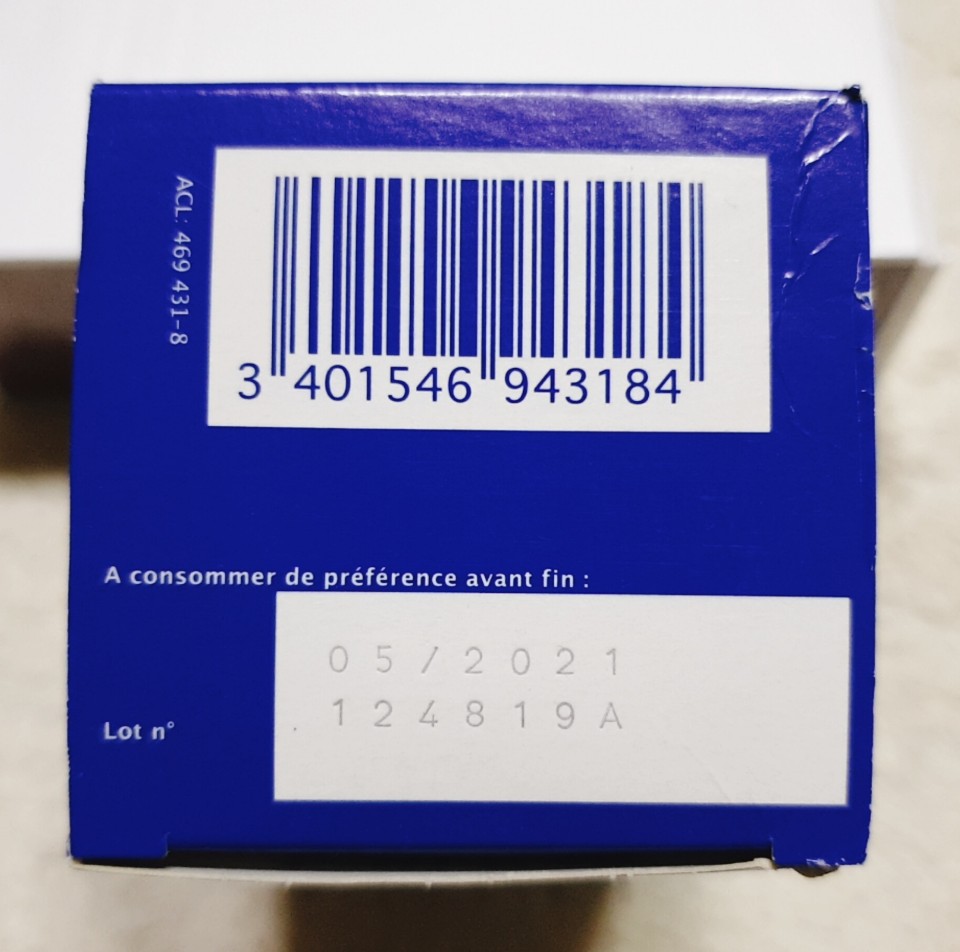 ACL: 469 431-8
3 401546 943184
A consommer de préférence avant fin :
05/2021
124819A
Lot n°